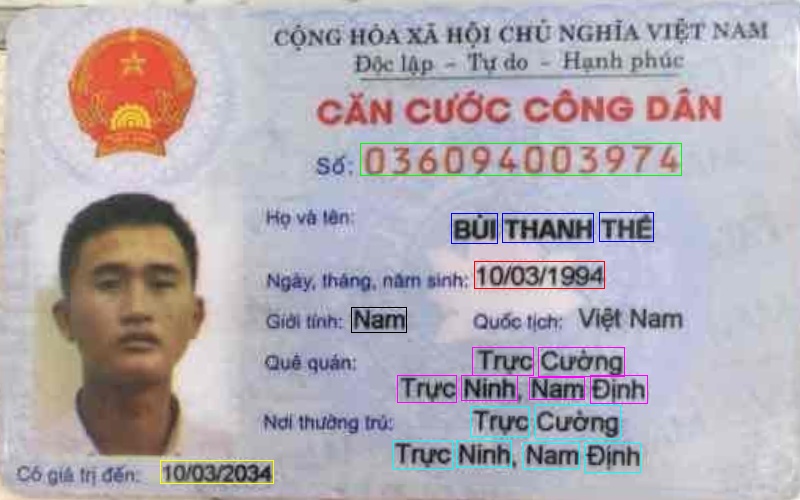 CỘNG HÒA XÃ HỘI CHỦ NGHĨA VIỆT NAM
Độc lập - Tự do - Hạnh phúc
CĂN CƯỚC CÔNG DÂN
Số: 036094003974
Họ và tên: BÙI THANH THẾ
Ngày, tháng, năm sinh: 10/03/1994
Giới tính: Nam Quốc tịch: Việt Nam
Quê quán: Trực Cường
Trực Ninh, Nam Định
Nơi thường trú: Trực Cường
Trực Ninh, Nam Định
Có giá trị đến: 10/03/2034